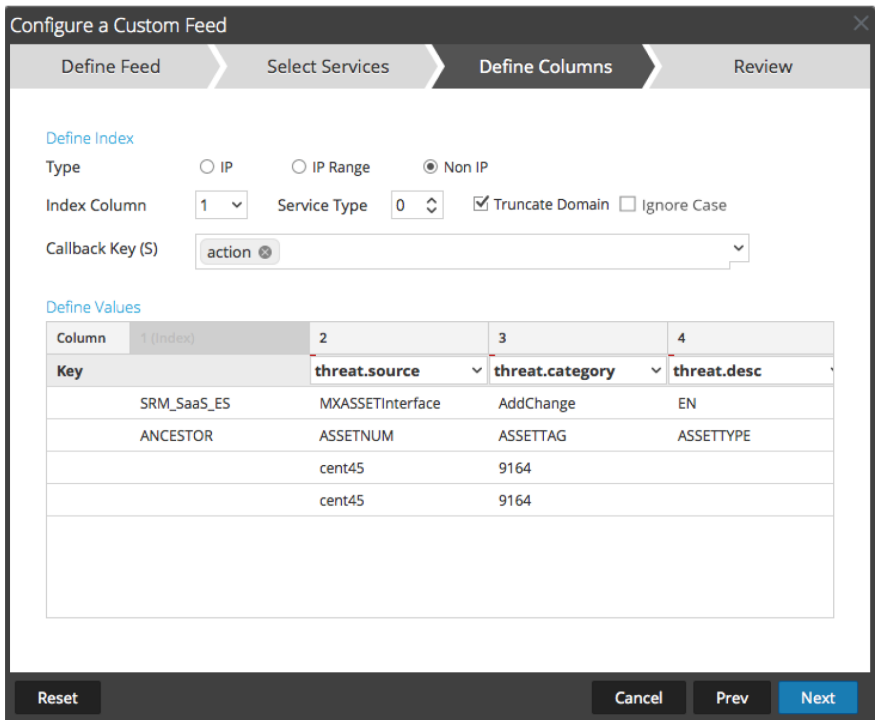 Configure a Custom Feed
Define Feed Select Services Define Columns Review
Define Index
Type IP IP Range Non IP
Index Column 1 Service Type 0 Truncate Domain Ignore Case
Callback Key (S) action
Define Values
Column 1 (Index) 2 3 4
Key threat.source threat.category threat.desc
SRM_SaaS_ES MXASSETInterface AddChange EN
ANCESTOR ASSETNUM ASSETTAG ASSETTYPE
cent45 9164
cent45 9164
Reset Cancel Prev Next